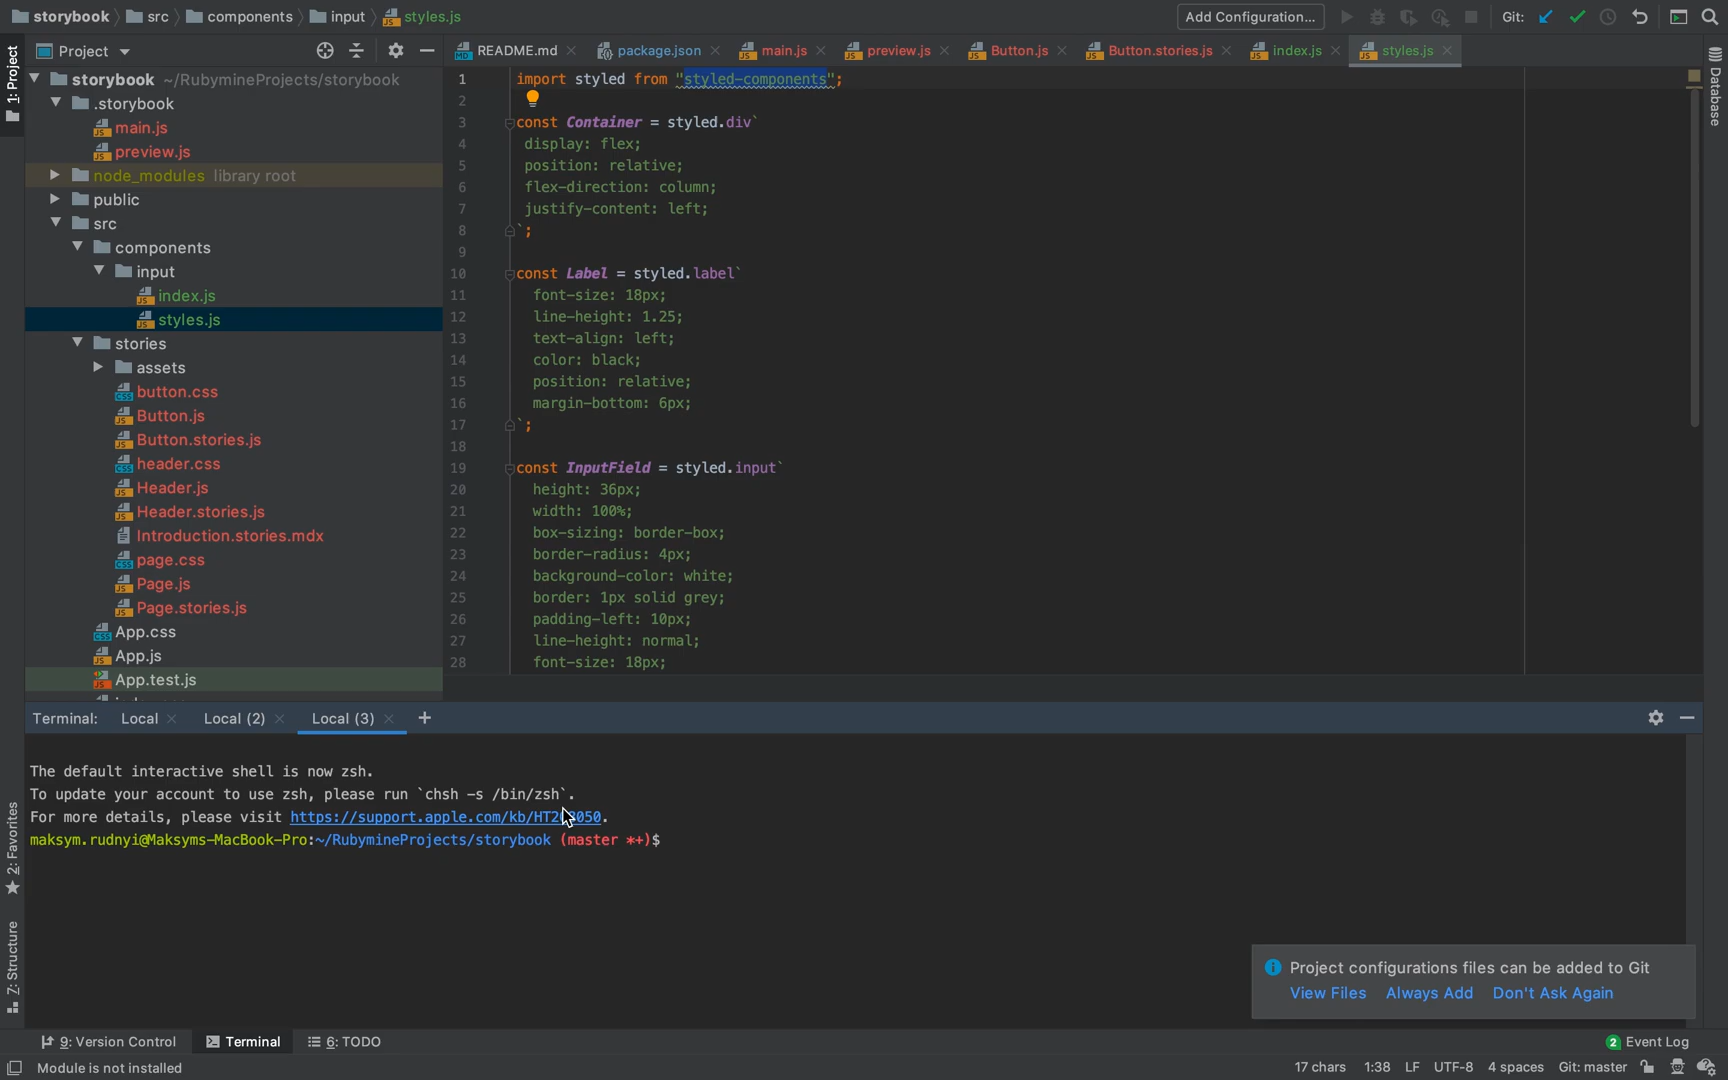 storybook src components input styles.js Add Configuration... Git:
1: Project
Project
README.md package.json main.js preview.js Button.js Button.stories.js index.js styles.js
Database
storybook ~/RubymineProjects/storybook
.storybook
main.js
preview.js
node_modules library root
public
src
components
input
index.js
styles.js
stories
assets
button.css
Button.js
Button.stories.js
header.css
Header.js
Header.stories.js
Introduction.stories.mdx
page.css
Page.js
Page.stories.js
App.css
App.js
App.test.js
1 import styled from "styled-components";
2
3 const Container = styled.div`
4 display: flex;
5 position: relative;
6 flex-direction: column;
7 justify-content: left;
8 `;
9
10 const Label = styled.label`
11 font-size: 18px;
12 line-height: 1.25;
13 text-align: left;
14 color: black;
15 position: relative;
16 margin-bottom: 6px;
17 `;
18
19 const InputField = styled.input`
20 height: 36px;
21 width: 100%;
22 box-sizing: border-box;
23 border-radius: 4px;
24 background-color: white;
25 border: 1px solid grey;
26 padding-left: 10px;
27 line-height: normal;
28 font-size: 18px;
Terminal: Local Local (2) Local (3)
The default interactive shell is now zsh.
To update your account to use zsh, please run `chsh -s /bin/zsh`.
For more details, please visit
maksym.rudnyi@Maksyms-MacBook-Pro:~/RubymineProjects/storybook (master *+)$
2: Favorites
7: Structure
Project configurations files can be added to Git
View Files Always Add Don't Ask Again
9: Version Control Terminal 6: TODO 2 Event Log
Module is not installed 17 chars 1:38 LF UTF-8 4 spaces Git: master